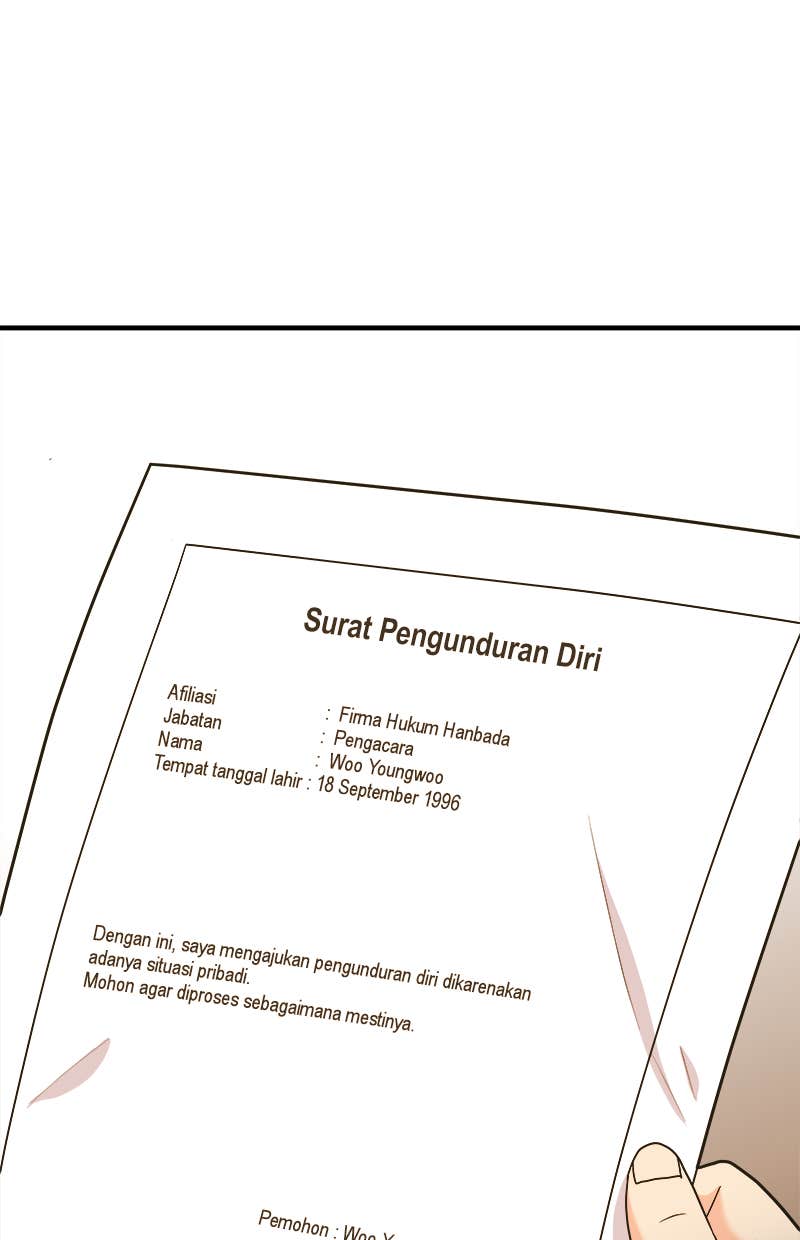 Surat Pengunduran Diri
Afiliasi : Firma Hukum Hanbada
Jabatan : Pengacara
Nama : Woo Youngwoo
Tempat tanggal lahir : 18 September 1996
Dengan ini, saya mengajukan pengunduran diri dikarenakan
adanya situasi pribadi.
Mohon agar diproses sebagaimana mestinya.
Pemohon : Woo